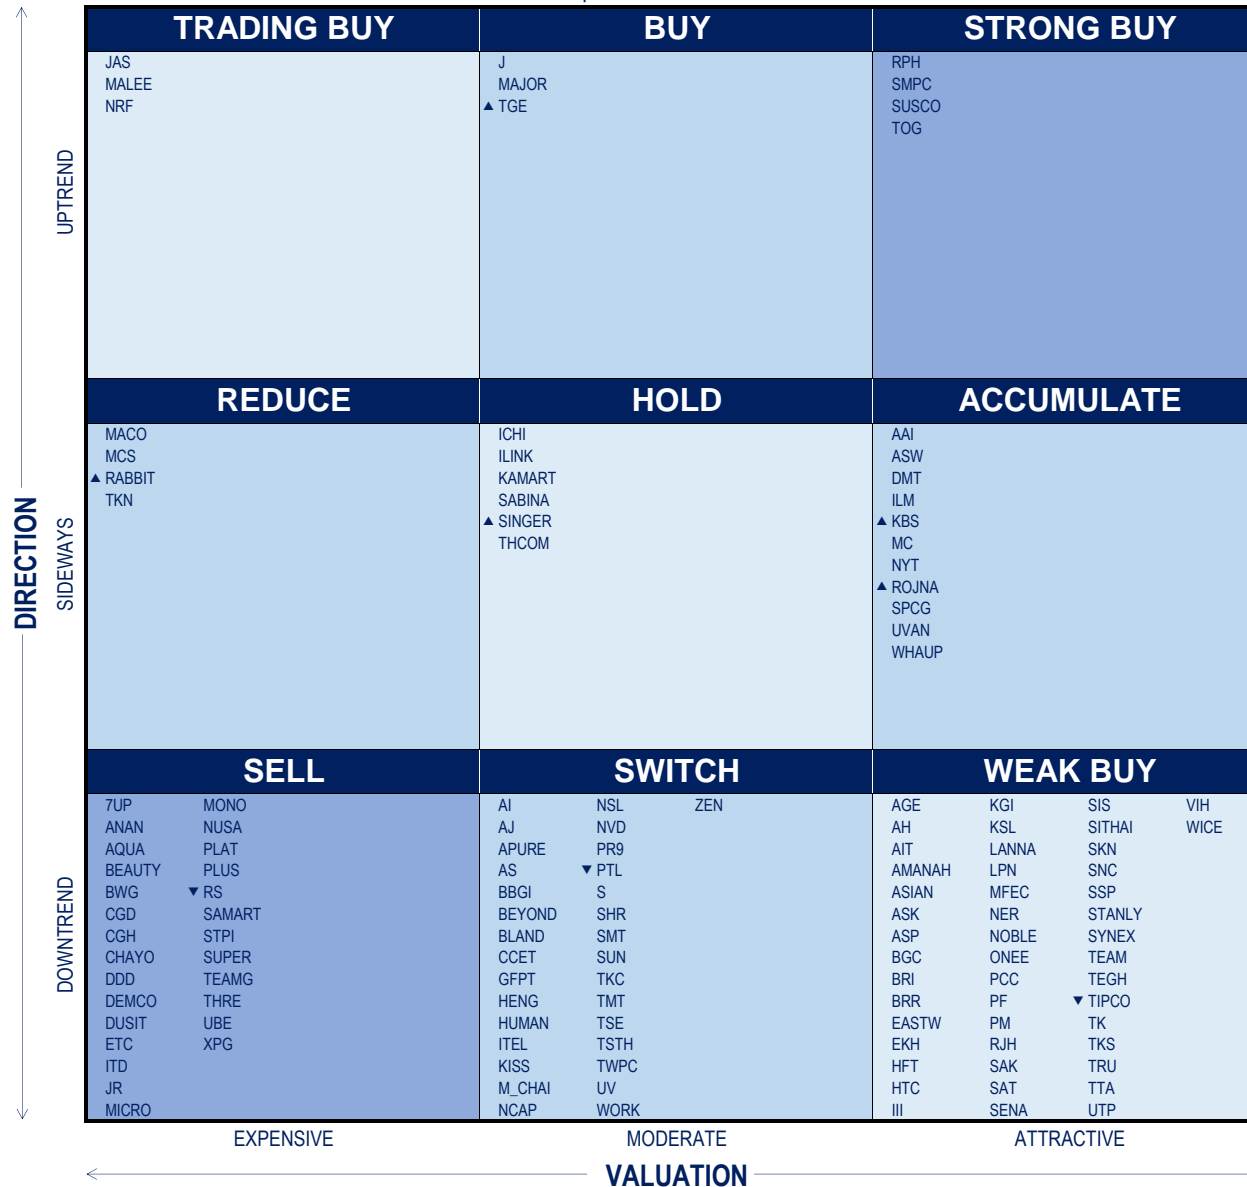 TRADING BUY
BUY
STRONG BUY
JAS
MALEE
NRF
J
MAJOR
▲ TGE
RPH
SMPC
SUSCO
TOG
UPTREND
REDUCE
HOLD
ACCUMULATE
MACO
MCS
▲ RABBIT
TKN
ICHI
ILINK
KAMART
SABINA
▲ SINGER
THCOM
AAI
ASW
DMT
ILM
▲ KBS
MC
NYT
▲ ROJNA
SPCG
UVAN
WHAUP
DIRECTION
SIDEWAYS
SELL
SWITCH
WEAK BUY
7UP
ANAN
AQUA
BEAUTY
BWG
CGD
CGH
CHAYO
DDD
DEMCO
DUSIT
ETC
ITD
JR
MICRO
MONO
NUSA
PLAT
PLUS
▼ RS
SAMART
STPI
SUPER
TEAMG
THRE
UBE
XPG
AI
AJ
APURE
AS
BBGI
BEYOND
BLAND
CCET
GFPT
HENG
HUMAN
ITEL
KISS
M_CHAI
NCAP
NSL
NVD
PR9
▼ PTL
S
SHR
SMT
SUN
TKC
TMT
TSE
TSTH
TWPC
UV
WORK
ZEN
AGE
AH
AIT
AMANAH
ASIAN
ASK
ASP
BGC
BRI
BRR
EASTW
EKH
HFT
HTC
III
KGI
KSL
LANNA
LPN
MFEC
NER
NOBLE
ONEE
PCC
PF
PM
RJH
SAK
SAT
SENA
SIS
SITHAI
SKN
SNC
SSP
STANLY
SYNEX
TEAM
TEGH
▼ TIPCO
TK
TKS
TRU
TTA
UTP
VIH
WICE
DOWNTREND
EXPENSIVE
MODERATE
ATTRACTIVE
VALUATION